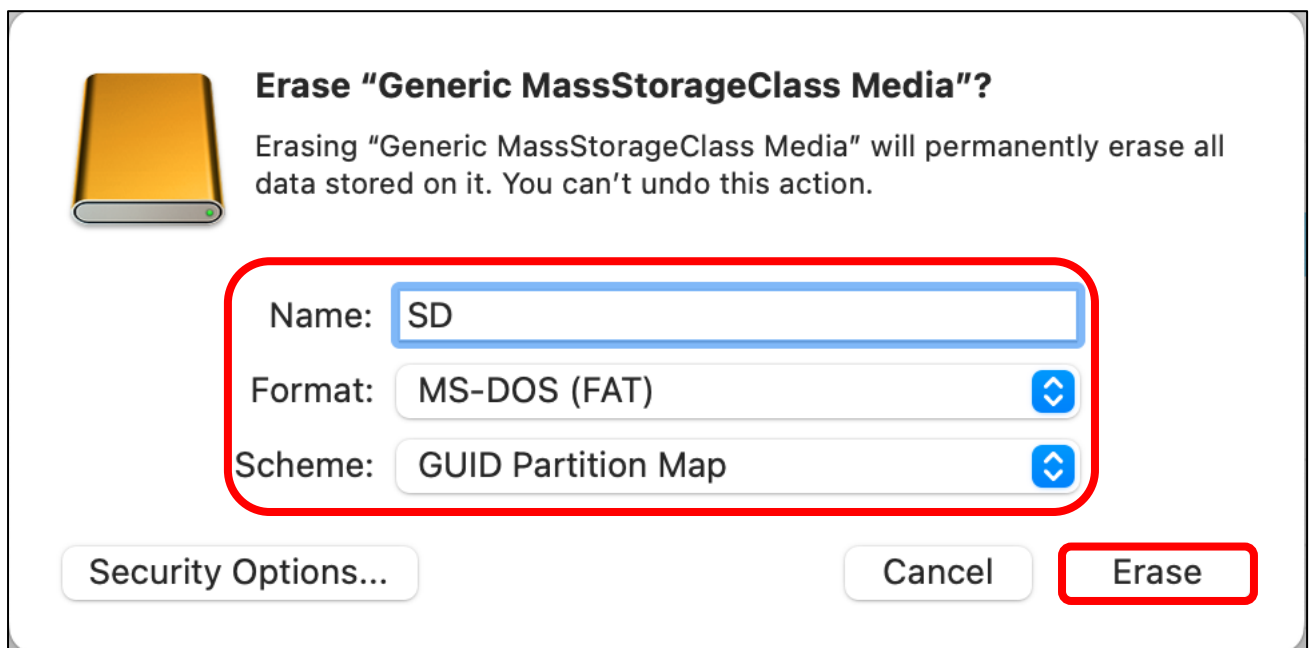 Erase “Generic MassStorageClass Media”?
Erasing “Generic MassStorageClass Media” will permanently erase all
data stored on it. You can’t undo this action.
Name: SD
Format: MS-DOS (FAT)
Scheme: GUID Partition Map
Security Options... Cancel Erase